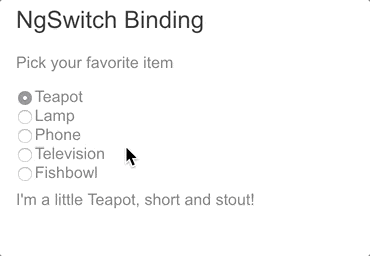 NgSwitch Binding
Pick your favorite item
Teapot
Lamp
Phone
Television
Fishbowl
I'm a little Teapot, short and stout!